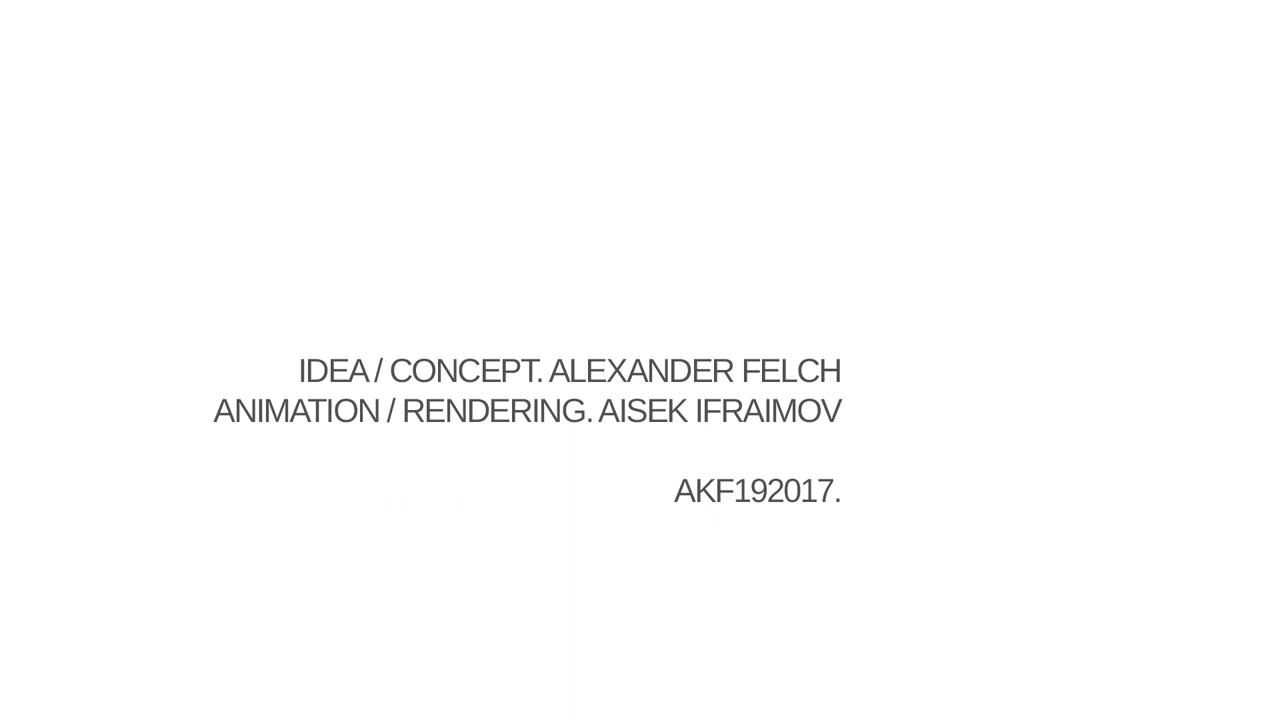 IDEA / CONCEPT. ALEXANDER FELCH
ANIMATION / RENDERING. AISEK IFRAIMOV
AKF192017.